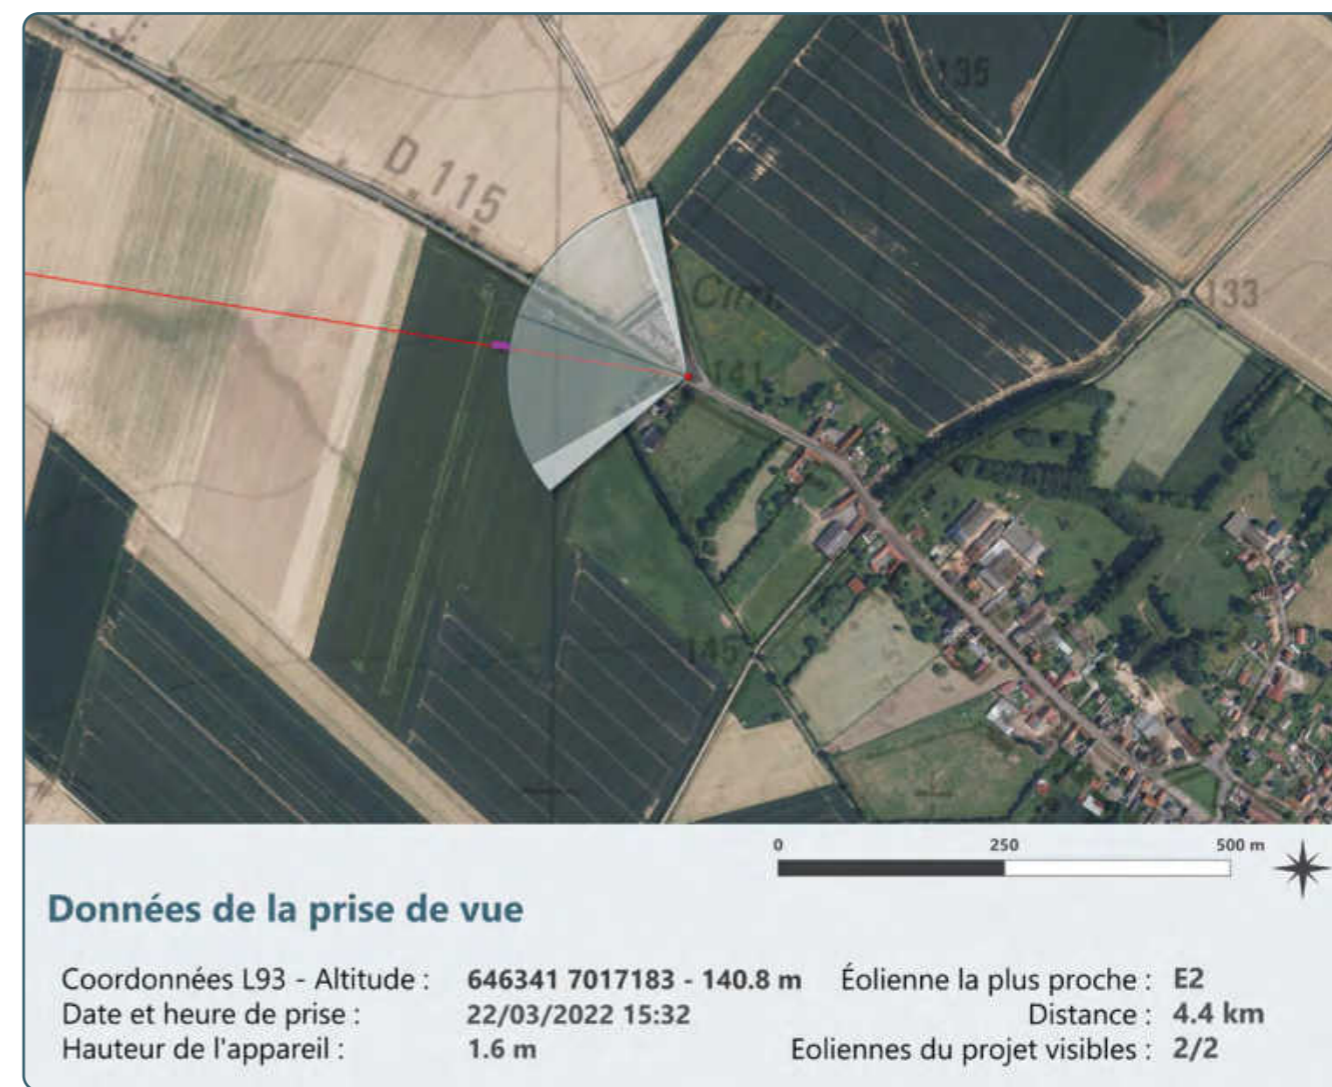 135
D 115
Cim.
133
141
145
0 250 500 m
Données de la prise de vue
Coordonnées L93 - Altitude : 646341 7017183 - 140.8 m Éolienne la plus proche : E2
Date et heure de prise : 22/03/2022 15:32 Distance : 4.4 km
Hauteur de l'appareil : 1.6 m Eoliennes du projet visibles : 2/2